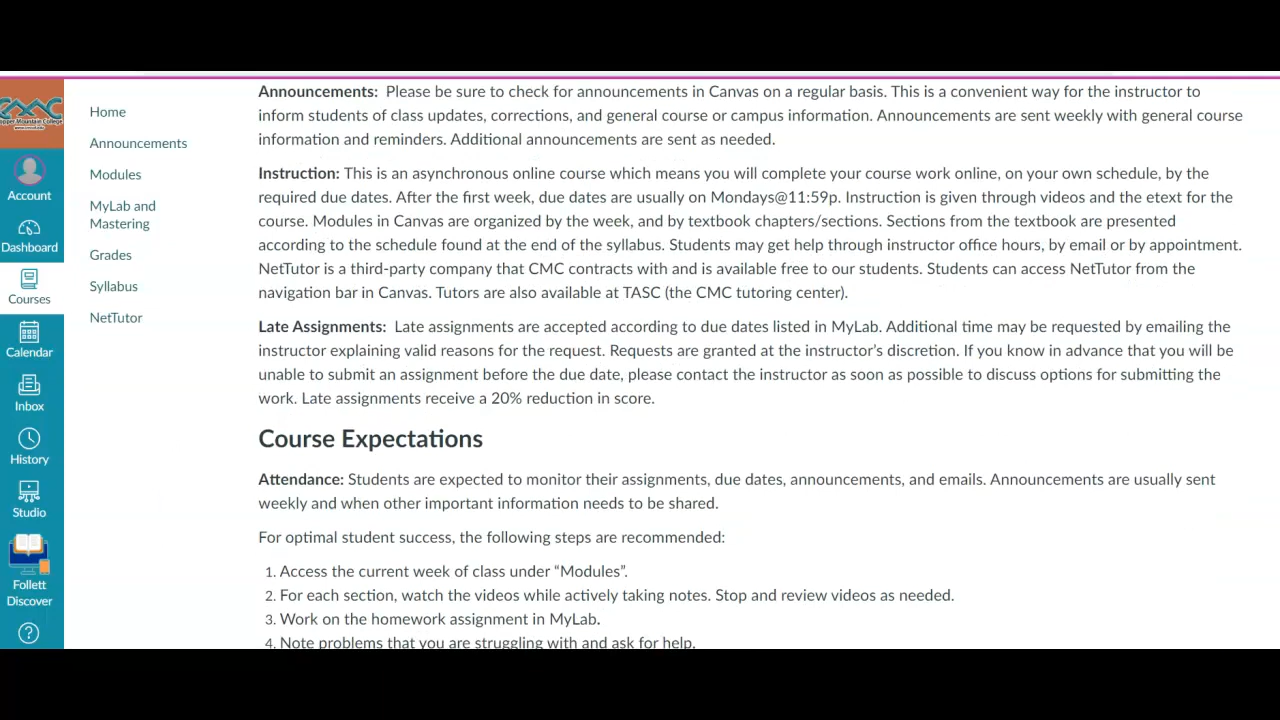 Announcements: Please be sure to check for announcements in Canvas on a regular basis. This is a convenient way for the instructor to
inform students of class updates, corrections, and general course or campus information. Announcements are sent weekly with general course
information and reminders. Additional announcements are sent as needed.
Instruction: This is an asynchronous online course which means you will complete your course work online, on your own schedule, by the
required due dates. After the first week, due dates are usually on Mondays@11:59p. Instruction is given through videos and the etext for the
course. Modules in Canvas are organized by the week, and by textbook chapters/sections. Sections from the textbook are presented
according to the schedule found at the end of the syllabus. Students may get help through instructor office hours, by email or by appointment.
NetTutor is a third-party company that CMC contracts with and is available free to our students. Students can access NetTutor from the
navigation bar in Canvas. Tutors are also available at TASC (the CMC tutoring center).
Late Assignments: Late assignments are accepted according to due dates listed in MyLab. Additional time may be requested by emailing the
instructor explaining valid reasons for the request. Requests are granted at the instructor's discretion. If you know in advance that you will be
unable to submit an assignment before the due date, please contact the instructor as soon as possible to discuss options for submitting the
work. Late assignments receive a 20% reduction in score.
Course Expectations
Attendance: Students are expected to monitor their assignments, due dates, announcements, and emails. Announcements are usually sent
weekly and when other important information needs to be shared.
For optimal student success, the following steps are recommended:
1. Access the current week of class under “Modules”.
2. For each section, watch the videos while actively taking notes. Stop and review videos as needed.
3. Work on the homework assignment in MyLab.
4. Note problems that you are struggling with and ask for help.
Home
Announcements
Modules
MyLab and
Mastering
Grades
Syllabus
NetTutor
CMC
Mountain College
Account
Dashboard
Courses
Calendar
Inbox
History
Studio
Follett
Discover